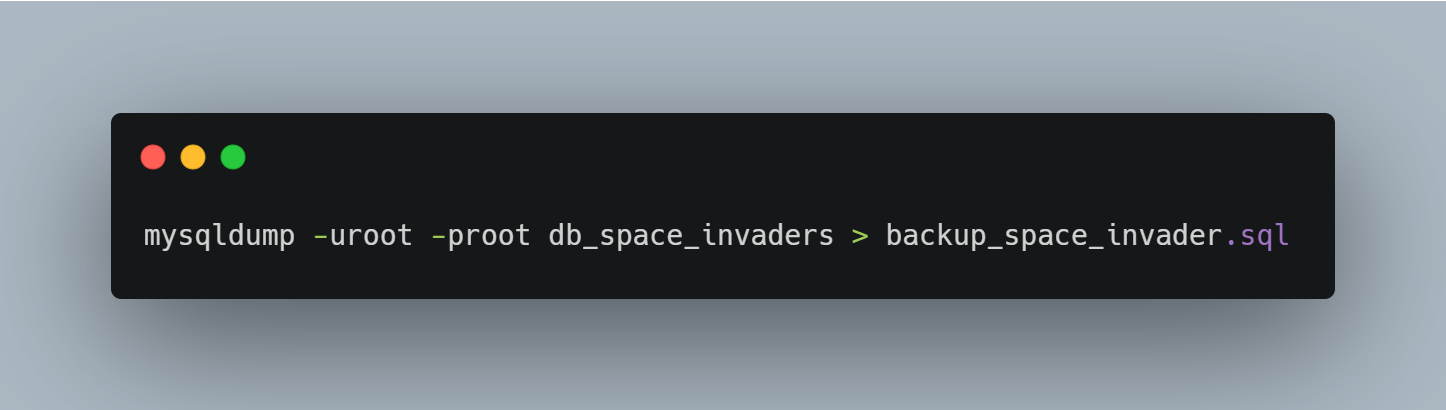 mysqldump -uroot -proot db_space_invaders > backup_space_invader.sql